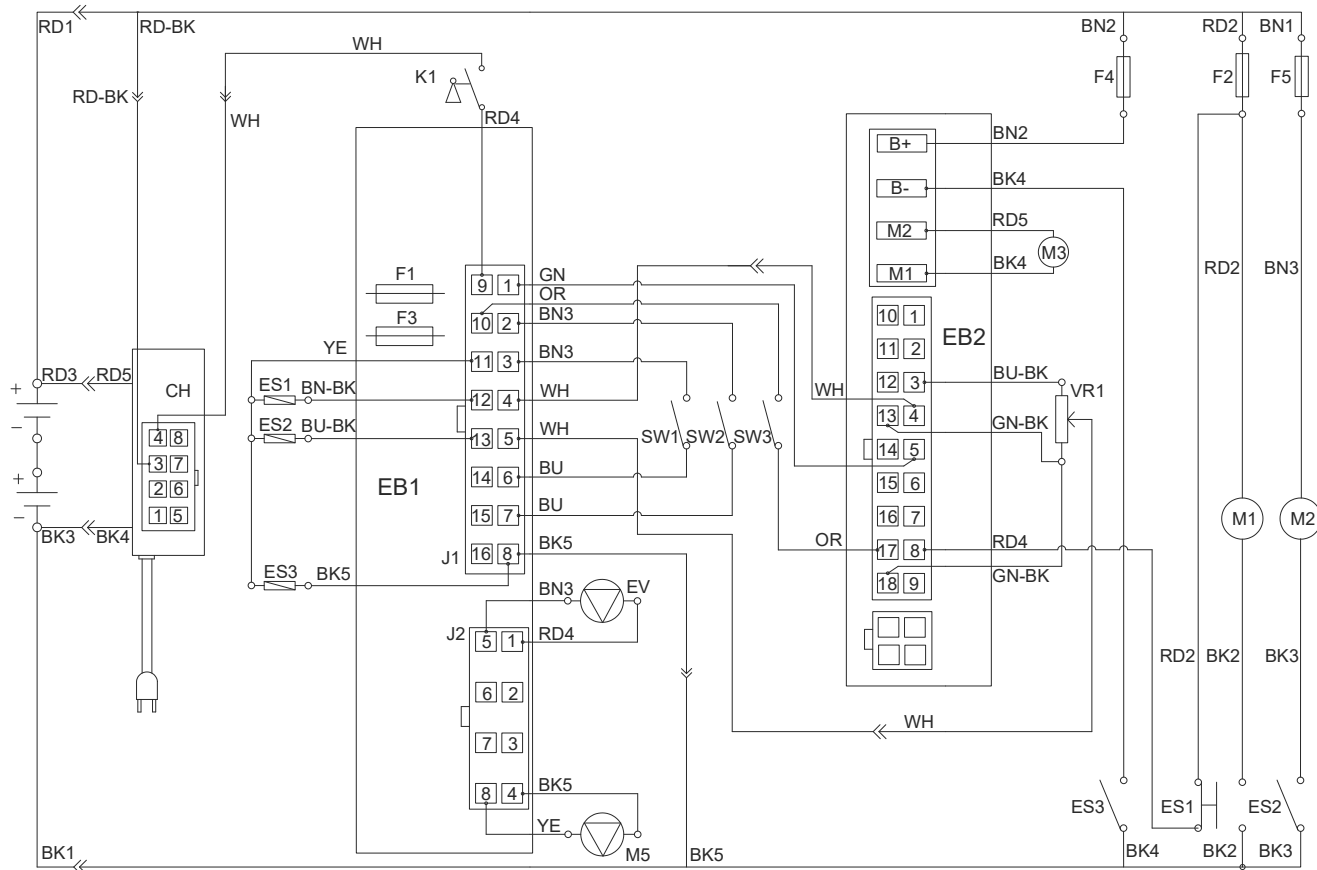 RD1
RD-BK
BN2
RD2
BN1
WH
K1
F4
F2
F5
RD-BK
WH
RD4
B+
BN2
B-
BK4
M2
RD5
M3
M1
BK4
RD2
BN3
F1
9 1
GN
OR
F3
10 2
BN3
10 1
EB2
YE
11 3
BN3
11 2
+
RD3
RD5
CH
ES1
BN-BK
12 4
WH
WH
12 3
BU-BK
VR1
−
4 8
ES2
BU-BK
13 5
WH
SW1
SW2
SW3
13 4
GN-BK
3 7
14 5
+
2 6
EB1
14 6
BU
15 6
−
1 5
15 7
BU
16 7
M1
M2
BK3
BK4
J1
16 8
BK5
OR
17 8
RD4
ES3
BK5
18 9
GN-BK
BN3
EV
J2
5 1
RD4
RD2
BK2
BK3
6 2
WH
7 3
8 4
BK5
ES3
ES1
ES2
YE
M5
BK1
BK5
BK4
BK2
BK3